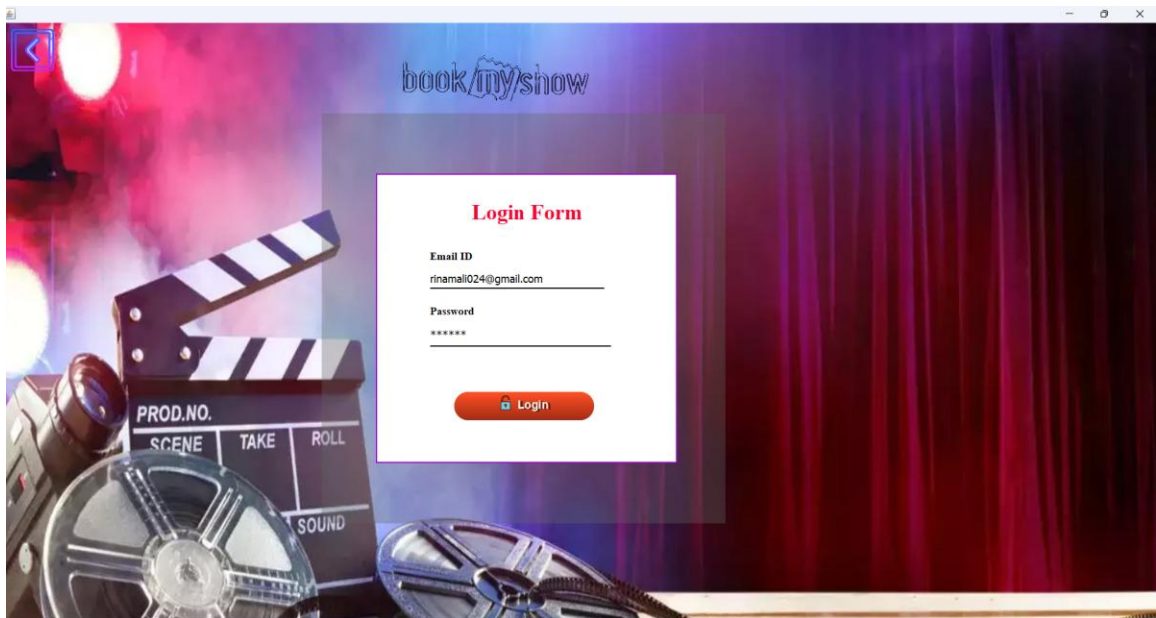 book my show
Login Form
Email ID
rinamali024@gmail.com
Password
******
Login
PROD.NO.
SCENE TAKE ROLL
SOUND